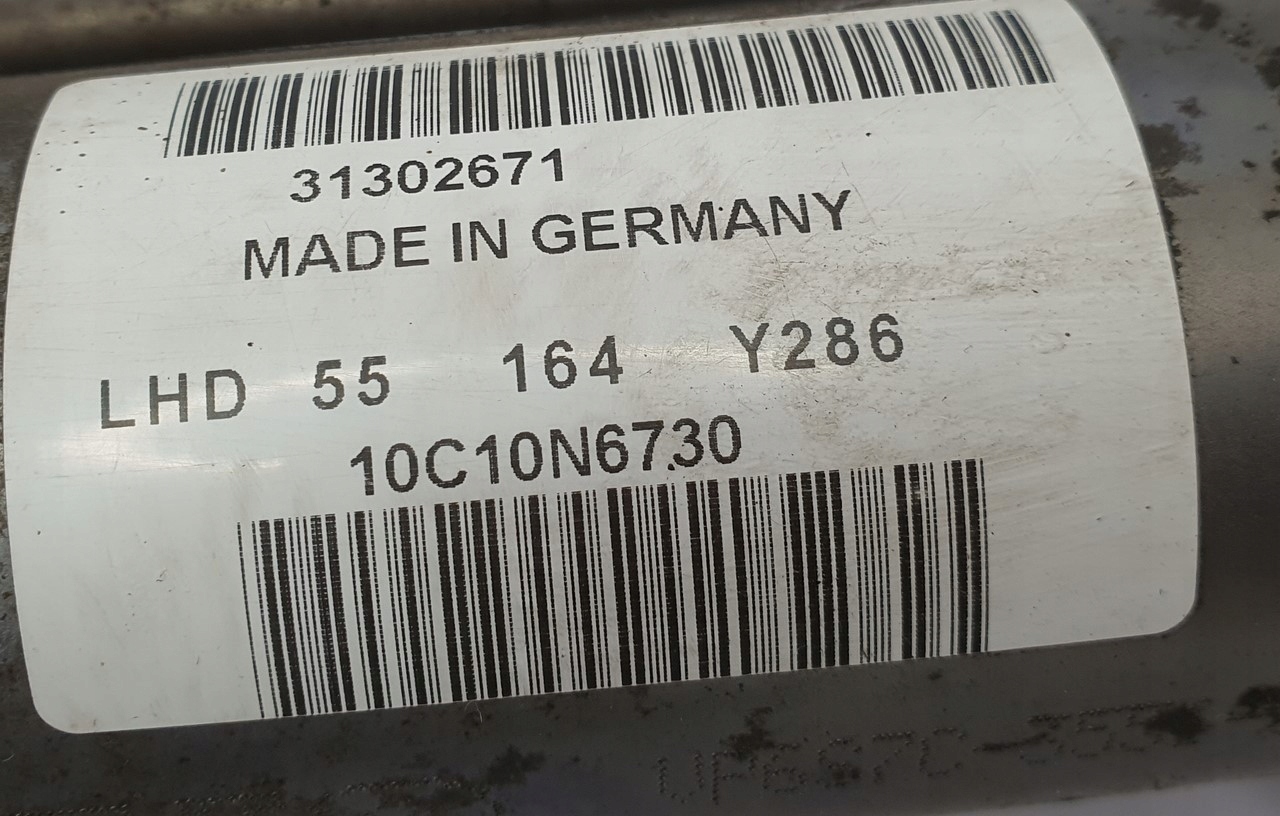 31302671
MADE IN GERMANY
LHD 55 164 Y286
10C10N6730